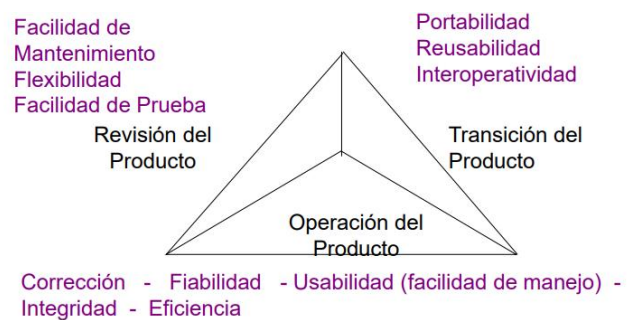 Facilidad de
Mantenimiento
Flexibilidad
Facilidad de Prueba
Portabilidad
Reusabilidad
Interoperatividad
Revisión del
Producto
Transición del
Producto
Operación del
Producto
Corrección - Fiabilidad - Usabilidad (facilidad de manejo) -
Integridad - Eficiencia